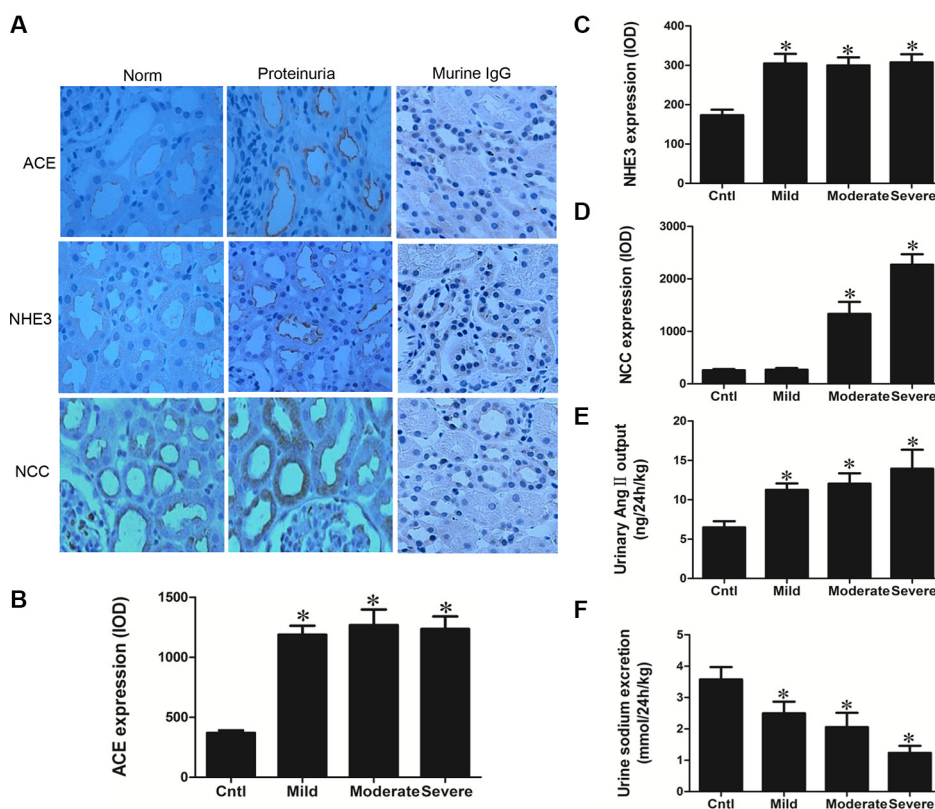 A
Norm Proteinuria Murine IgG
ACE
NHE3
NCC
B
ACE expression (IOD)
1500
1000
500
0
* * *
Cntl Mild Moderate Severe
C
NHE3 expression (IOD)
400
300
200
100
0
* * *
Cntl Mild Moderate Severe
D
NCC expression (IOD)
3000
2000
1000
0
* *
Cntl Mild Moderate Severe
E
Urinary AngⅡ output
(ng/24h/kg)
20
15
10
5
0
* * *
Cntl Mild Moderate Severe
F
Urine sodium excretion
(mmol/24h/kg)
5
4
3
2
1
0
* * *
Cntl Mild Moderate Severe